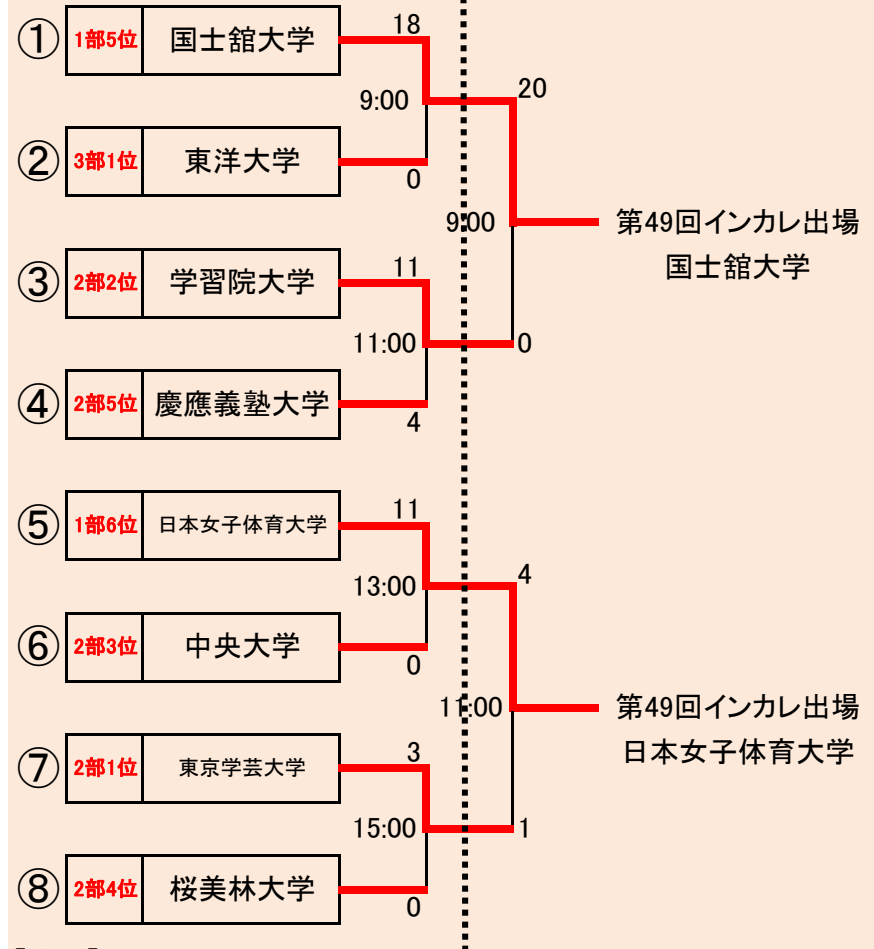 ① 1部5位 国士舘大学 18
9:00 20
② 3部1位 東洋大学 0
9:00 第49回インカレ出場
国士舘大学
③ 2部2位 学習院大学 11
11:00 0
④ 2部5位 慶應義塾大学 4
⑤ 1部6位 日本女子体育大学 11
13:00 4
⑥ 2部3位 中央大学 0
11:00 第49回インカレ出場
日本女子体育大学
⑦ 2部1位 東京学芸大学 3
15:00 1
⑧ 2部4位 桜美林大学 0